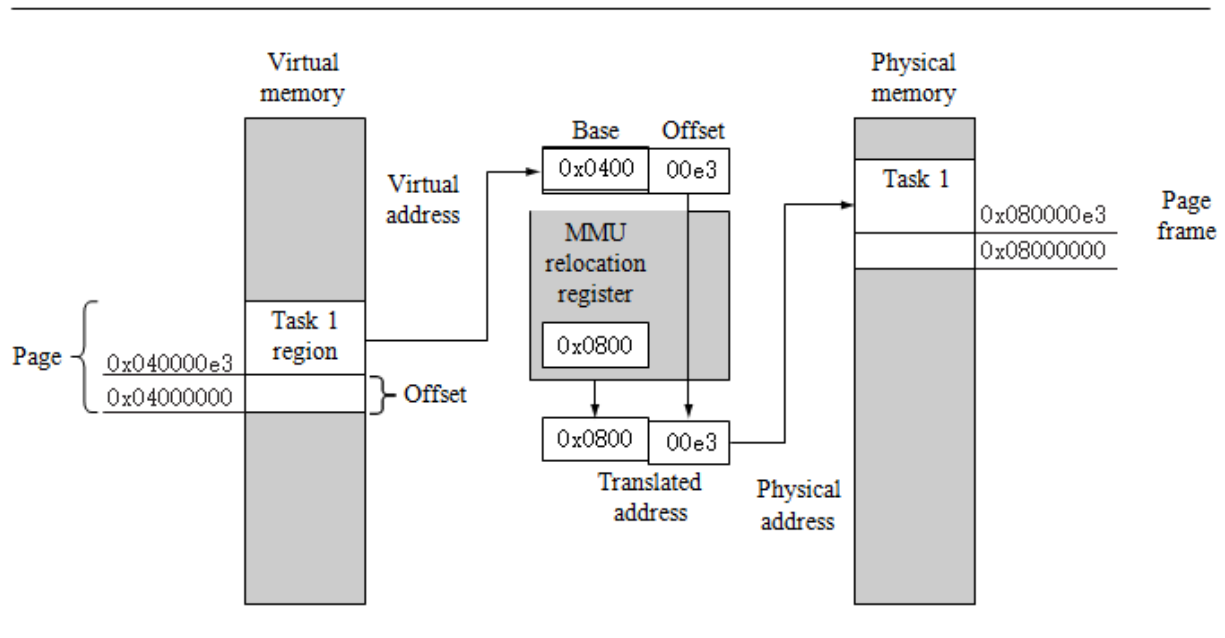 Virtual
memory
Physical
memory
Base
Offset
0x0400
00e3
Virtual
address
Task 1
0x080000e3
0x08000000
Page
frame
MMU
relocation
register
0x0800
Task 1
region
Page
0x040000e3
0x04000000
Offset
0x0800
00e3
Translated
address
Physical
address